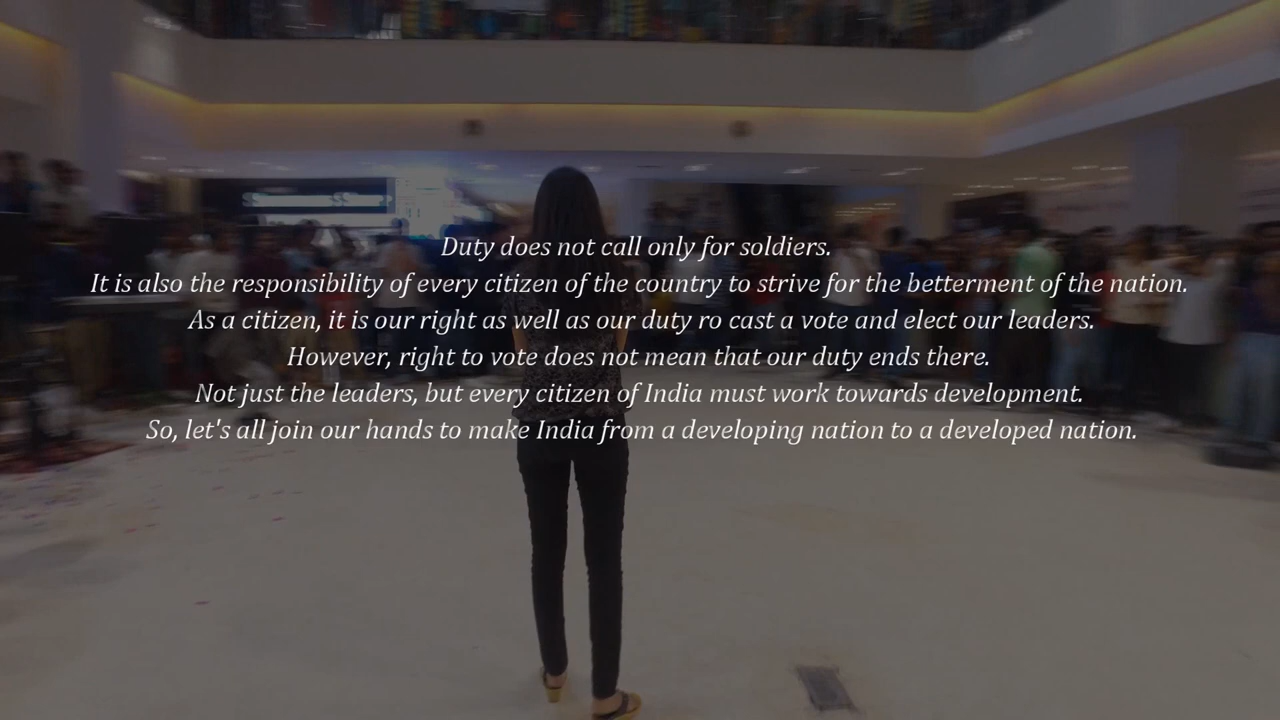 Duty does not call only for soldiers.
It is also the responsibility of every citizen of the country to strive for the betterment of the nation.
As a citizen, it is our right as well as our duty ro cast a vote and elect our leaders.
However, right to vote does not mean that our duty ends there.
Not just the leaders, but every citizen of India must work towards development.
So, let's all join our hands to make India from a developing nation to a developed nation.